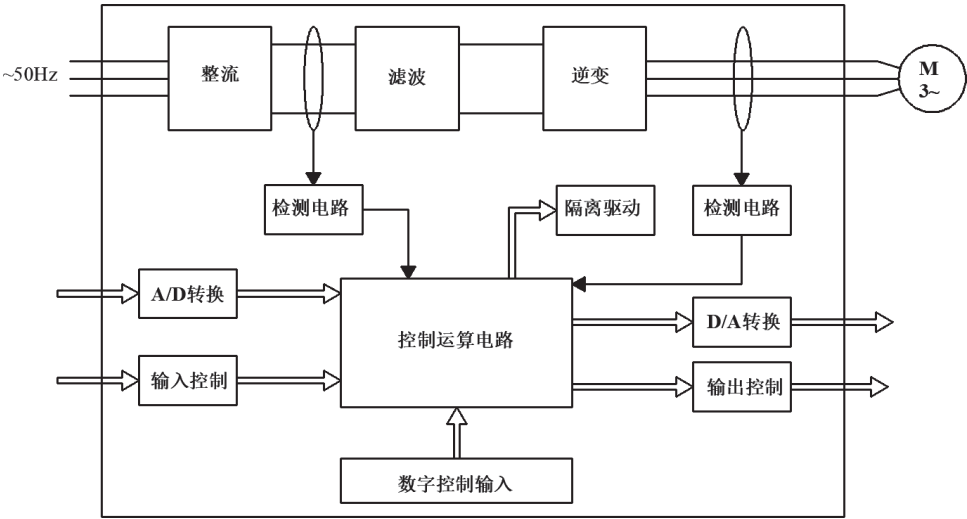 ~50Hz
整流
滤波
逆变
M
3~
检测电路
隔离驱动
检测电路
A/D转换
控制运算电路
D/A转换
输入控制
输出控制
数字控制输入